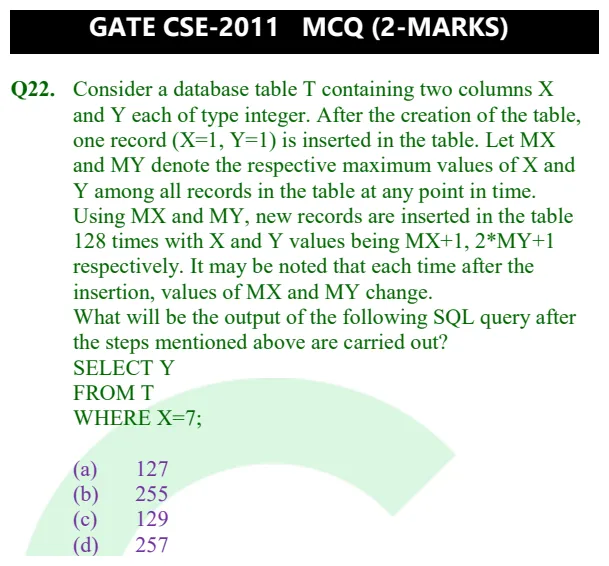 GATE CSE-2011 MCQ (2-MARKS)
Q22. Consider a database table T containing two columns X
and Y each of type integer. After the creation of the table,
one record (X=1, Y=1) is inserted in the table. Let MX
and MY denote the respective maximum values of X and
Y among all records in the table at any point in time.
Using MX and MY, new records are inserted in the table
128 times with X and Y values being MX+1, 2*MY+1
respectively. It may be noted that each time after the
insertion, values of MX and MY change.
What will be the output of the following SQL query after
the steps mentioned above are carried out?
SELECT Y
FROM T
WHERE X=7;
(a) 127
(b) 255
(c) 129
(d) 257